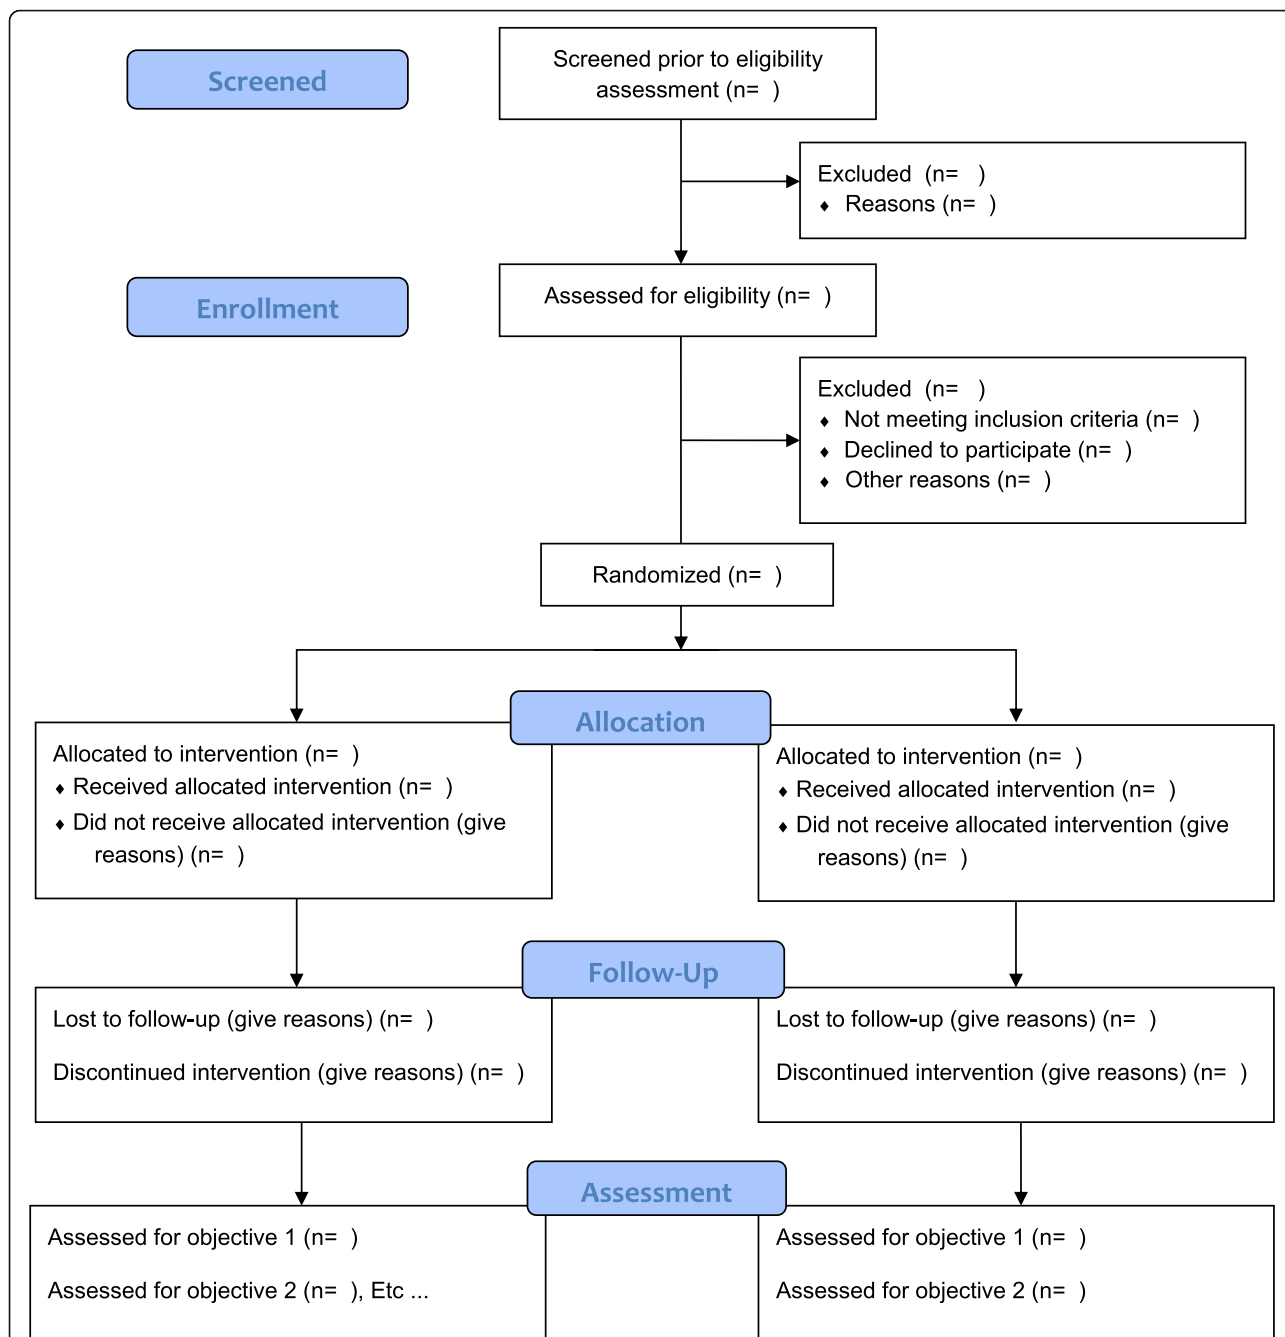 Screened
Screened prior to eligibility
assessment (n=  )
Excluded  (n=   )
♦ Reasons (n=  )
Enrollment
Assessed for eligibility (n=  )
Excluded  (n=   )
♦ Not meeting inclusion criteria (n=  )
♦ Declined to participate (n=  )
♦ Other reasons (n=  )
Randomized (n=  )
Allocation
Allocated to intervention (n=  )
♦ Received allocated intervention (n=  )
♦ Did not receive allocated intervention (give
reasons) (n=  )
Allocated to intervention (n=  )
♦ Received allocated intervention (n=  )
♦ Did not receive allocated intervention (give
reasons) (n=  )
Follow-Up
Lost to follow-up (give reasons) (n=  )
Discontinued intervention (give reasons) (n=  )
Lost to follow-up (give reasons) (n=  )
Discontinued intervention (give reasons) (n=  )
Assessment
Assessed for objective 1 (n=  )
Assessed for objective 2 (n=  ), Etc ...
Assessed for objective 1 (n=  )
Assessed for objective 2 (n=  )